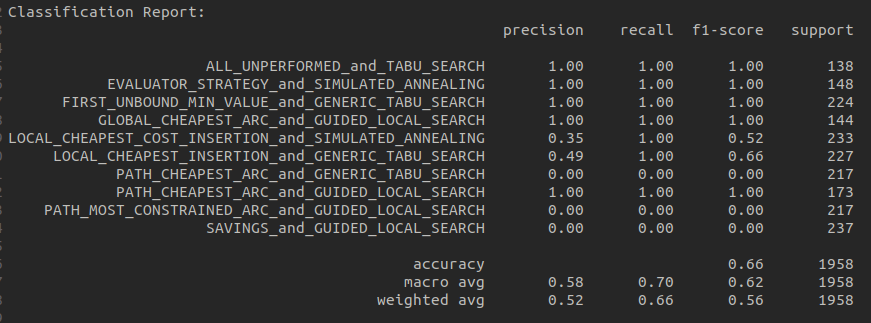 Classification Report:
precision recall f1-score support
ALL_UNPERFORMED_and_TABU_SEARCH 1.00 1.00 1.00 138
EVALUATOR_STRATEGY_and_SIMULATED_ANNEALING 1.00 1.00 1.00 148
FIRST_UNBOUND_MIN_VALUE_and_GENERIC_TABU_SEARCH 1.00 1.00 1.00 224
GLOBAL_CHEAPEST_ARC_and_GUIDED_LOCAL_SEARCH 1.00 1.00 1.00 144
LOCAL_CHEAPEST_COST_INSERTION_and_SIMULATED_ANNEALING 0.35 1.00 0.52 233
LOCAL_CHEAPEST_INSERTION_and_GENERIC_TABU_SEARCH 0.49 1.00 0.66 227
PATH_CHEAPEST_ARC_and_GENERIC_TABU_SEARCH 0.00 0.00 0.00 217
PATH_CHEAPEST_ARC_and_GUIDED_LOCAL_SEARCH 1.00 1.00 1.00 173
PATH_MOST_CONSTRAINED_ARC_and_GUIDED_LOCAL_SEARCH 0.00 0.00 0.00 217
SAVINGS_and_GUIDED_LOCAL_SEARCH 0.00 0.00 0.00 237
accuracy 0.66 1958
macro avg 0.58 0.70 0.62 1958
weighted avg 0.52 0.66 0.56 1958